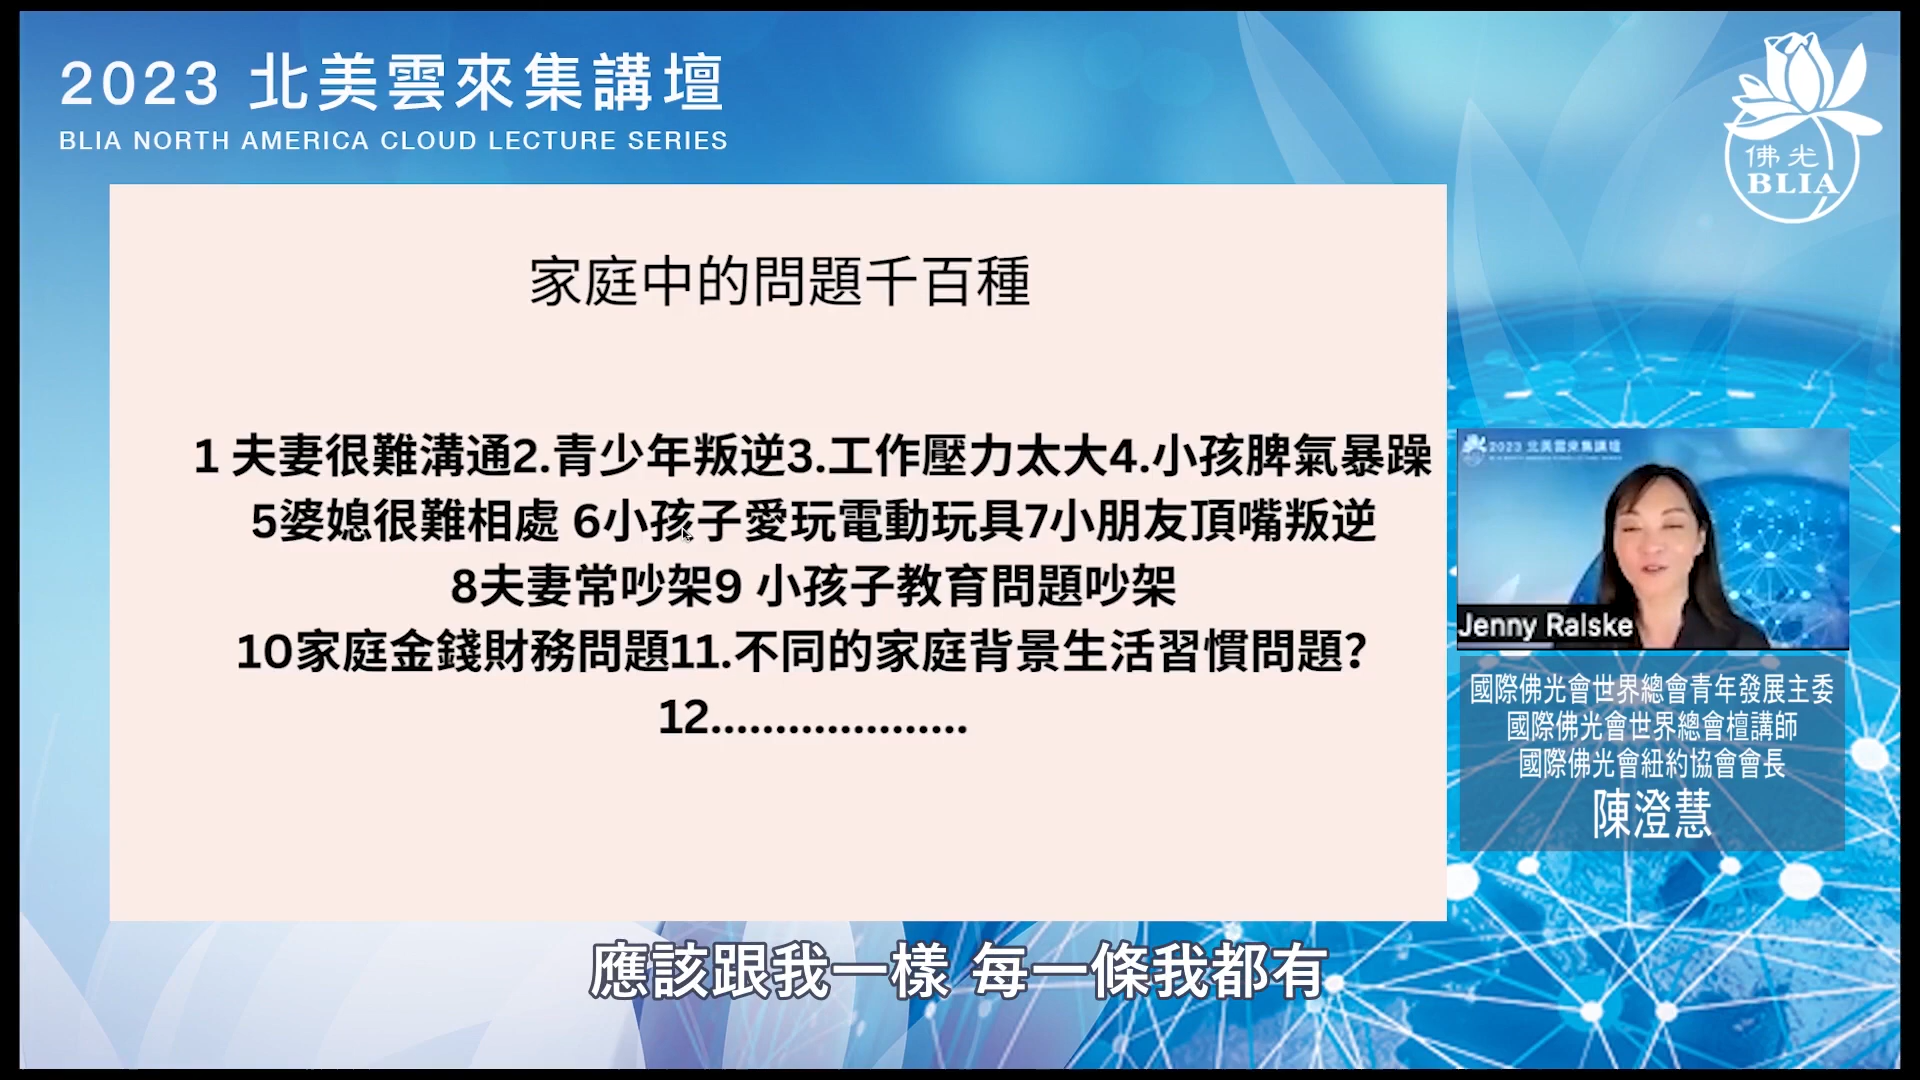 2023 北美雲來集講壇
BLIA NORTH AMERICA CLOUD LECTURE SERIES
佛光
BLIA
家庭中的問題千百種
1 夫妻很難溝通2.青少年叛逆3.工作壓力太大4.小孩脾氣暴躁
5婆媳很難相處 6小孩子愛玩電動玩具7小朋友頂嘴叛逆
8夫妻常吵架9 小孩子教育問題吵架
10家庭金錢財務問題11.不同的家庭背景生活習慣問題?
12....................
2023 北美雲來集講壇
Jenny Ralske
國際佛光會世界總會青年發展主委
國際佛光會世界總會檀講師
國際佛光會紐約協會會長
陳澄慧
應該跟我一樣 每一條我都有